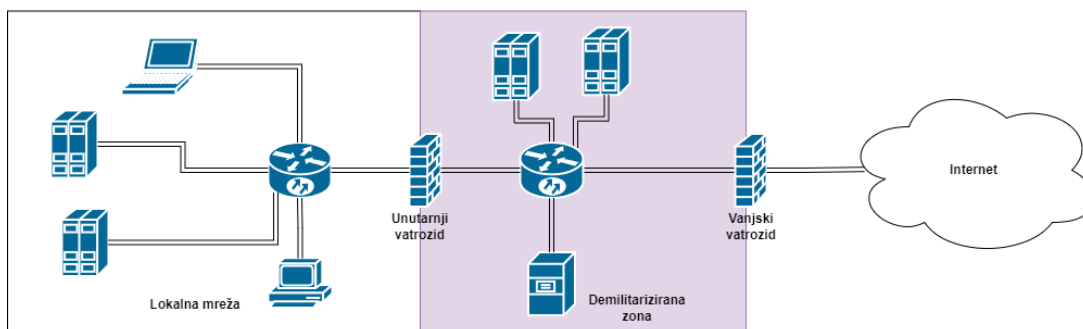 Internet
Unutarnji
vatrozid
Vanjski
vatrozid
Lokalna mreža
Demilitarizirana
zona